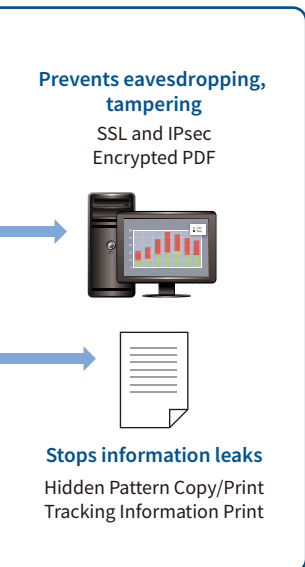 Prevents eavesdropping,
tampering
SSL and IPsec
Encrypted PDF
Stops information leaks
Hidden Pattern Copy/Print
Tracking Information Print